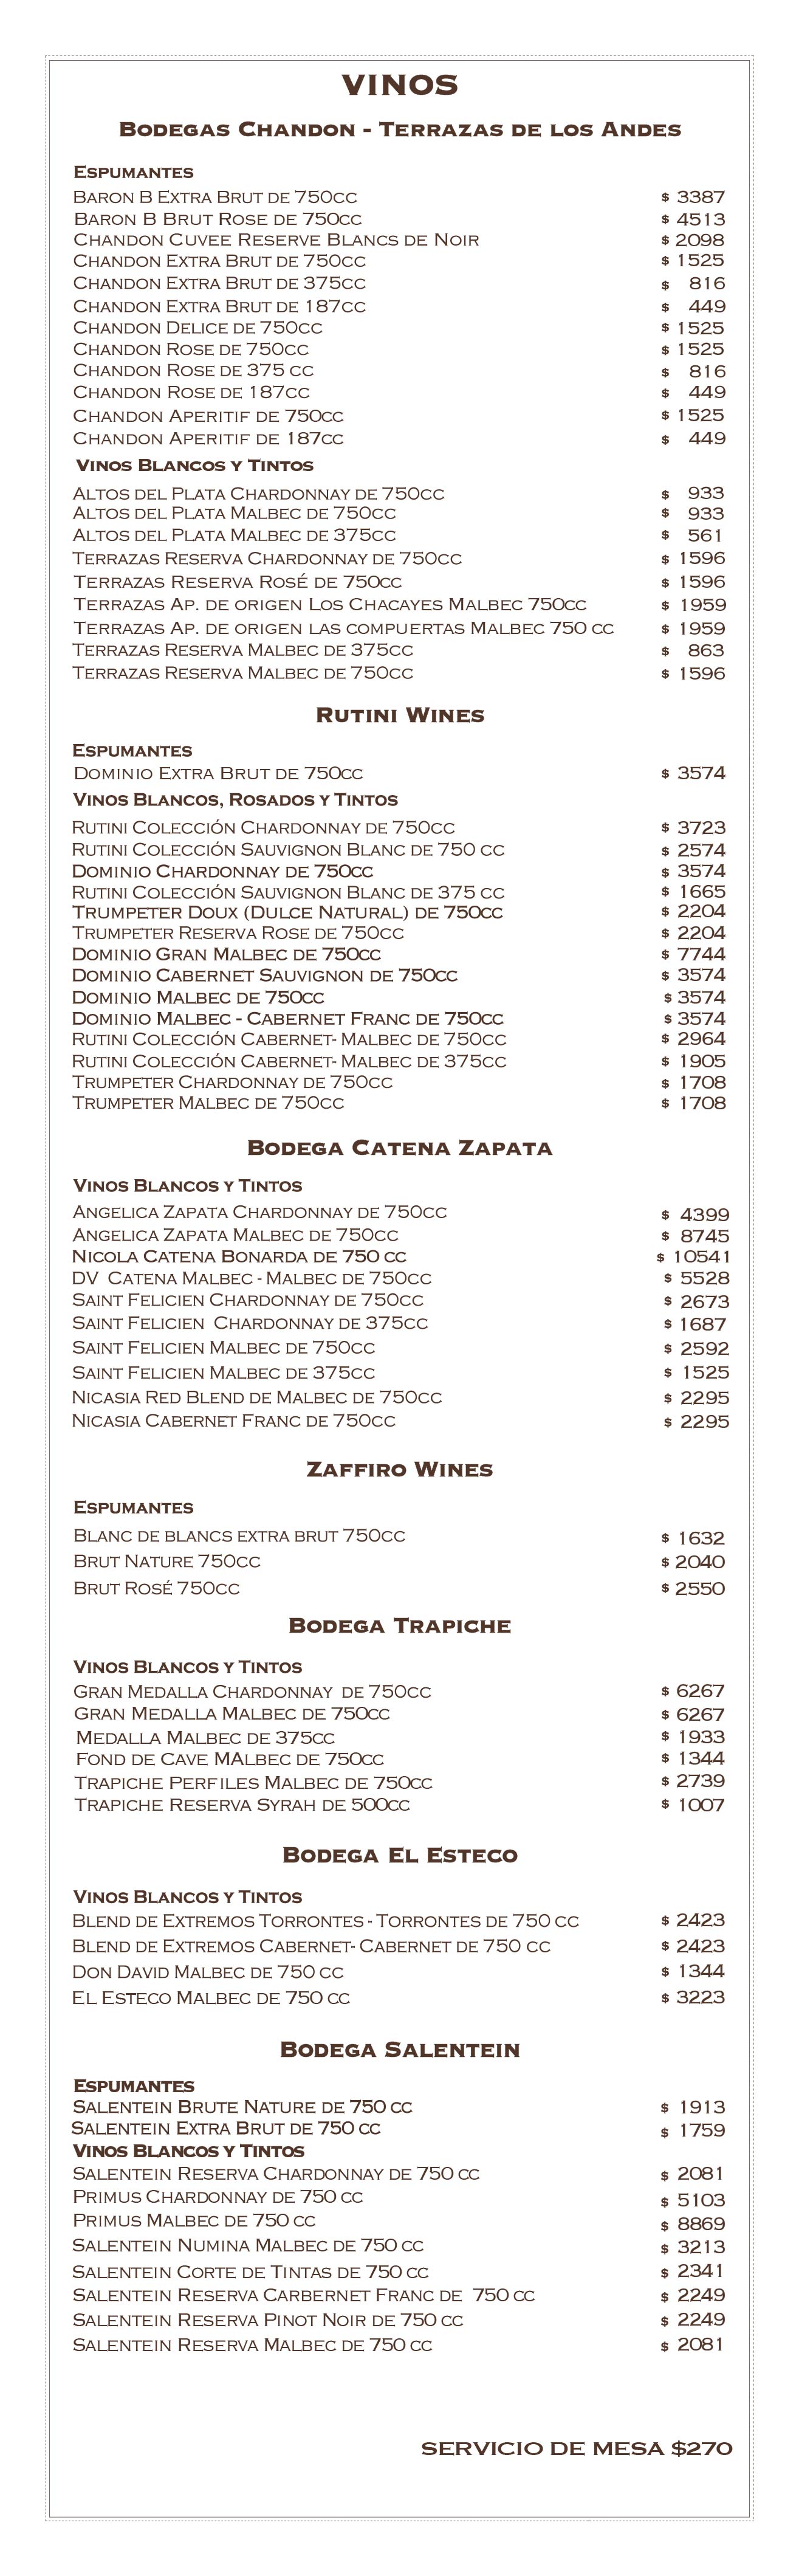 VINOS
Bodegas Chandon - Terrazas de los Andes
Espumantes
Baron B Extra Brut de 750cc $ 3387
Baron B Brut Rose de 750cc $ 4513
Chandon Cuvee Reserve Blancs de Noir $ 2098
Chandon Extra Brut de 750cc $ 1525
Chandon Extra Brut de 375cc $ 816
Chandon Extra Brut de 187cc $ 449
Chandon Delice de 750cc $ 1525
Chandon Rose de 750cc $ 1525
Chandon Rose de 375 cc $ 816
Chandon Rose de 187cc $ 449
Chandon Aperitif de 750cc $ 1525
Chandon Aperitif de 187cc $ 449
Vinos Blancos y Tintos
Altos del Plata Chardonnay de 750cc $ 933
Altos del Plata Malbec de 750cc $ 933
Altos del Plata Malbec de 375cc $ 561
Terrazas Reserva Chardonnay de 750cc $ 1596
Terrazas Reserva Rosé de 750cc $ 1596
Terrazas Ap. de origen Los Chacayes Malbec 750cc $ 1959
Terrazas Ap. de origen las compuertas Malbec 750 cc $ 1959
Terrazas Reserva Malbec de 375cc $ 863
Terrazas Reserva Malbec de 750cc $ 1596
Rutini Wines
Espumantes
Dominio Extra Brut de 750cc $ 3574
Vinos Blancos, Rosados y Tintos
Rutini Colección Chardonnay de 750cc $ 3723
Rutini Colección Sauvignon Blanc de 750 cc $ 2574
Dominio Chardonnay de 750cc $ 3574
Rutini Colección Sauvignon Blanc de 375 cc $ 1665
Trumpeter Doux (Dulce Natural) de 750cc $ 2204
Trumpeter Reserva Rose de 750cc $ 2204
Dominio Gran Malbec de 750cc $ 7744
Dominio Cabernet Sauvignon de 750cc $ 3574
Dominio Malbec de 750cc $ 3574
Dominio Malbec - Cabernet Franc de 750cc $ 3574
Rutini Colección Cabernet- Malbec de 750cc $ 2964
Rutini Colección Cabernet- Malbec de 375cc $ 1905
Trumpeter Chardonnay de 750cc $ 1708
Trumpeter Malbec de 750cc $ 1708
Bodega Catena Zapata
Vinos Blancos y Tintos
Angelica Zapata Chardonnay de 750cc $ 4399
Angelica Zapata Malbec de 750cc $ 8745
Nicola Catena Bonarda de 750 cc $ 10541
DV Catena Malbec - Malbec de 750cc $ 5528
Saint Felicien Chardonnay de 750cc $ 2673
Saint Felicien Chardonnay de 375cc $ 1687
Saint Felicien Malbec de 750cc $ 2592
Saint Felicien Malbec de 375cc $ 1525
Nicasia Red Blend de Malbec de 750cc $ 2295
Nicasia Cabernet Franc de 750cc $ 2295
Zaffiro Wines
Espumantes
Blanc de blancs extra brut 750cc $ 1632
Brut Nature 750cc $ 2040
Brut Rosé 750cc $ 2550
Bodega Trapiche
Vinos Blancos y Tintos
Gran Medalla Chardonnay de 750cc $ 6267
Gran Medalla Malbec de 750cc $ 6267
Medalla Malbec de 375cc $ 1933
Fond de Cave MAlbec de 750cc $ 1344
Trapiche Perfiles Malbec de 750cc $ 2739
Trapiche Reserva Syrah de 500cc $ 1007
Bodega El Esteco
Vinos Blancos y Tintos
Blend de Extremos Torrontes - Torrontes de 750 cc $ 2423
Blend de Extremos Cabernet- Cabernet de 750 cc $ 2423
Don David Malbec de 750 cc $ 1344
El Esteco Malbec de 750 cc $ 3223
Bodega Salentein
Espumantes
Salentein Brute Nature de 750 cc $ 1913
Salentein Extra Brut de 750 cc $ 1759
Vinos Blancos y Tintos
Salentein Reserva Chardonnay de 750 cc $ 2081
Primus Chardonnay de 750 cc $ 5103
Primus Malbec de 750 cc $ 8869
Salentein Numina Malbec de 750 cc $ 3213
Salentein Corte de Tintas de 750 cc $ 2341
Salentein Reserva Carbernet Franc de 750 cc $ 2249
Salentein Reserva Pinot Noir de 750 cc $ 2249
Salentein Reserva Malbec de 750 cc $ 2081
SERVICIO DE MESA $270